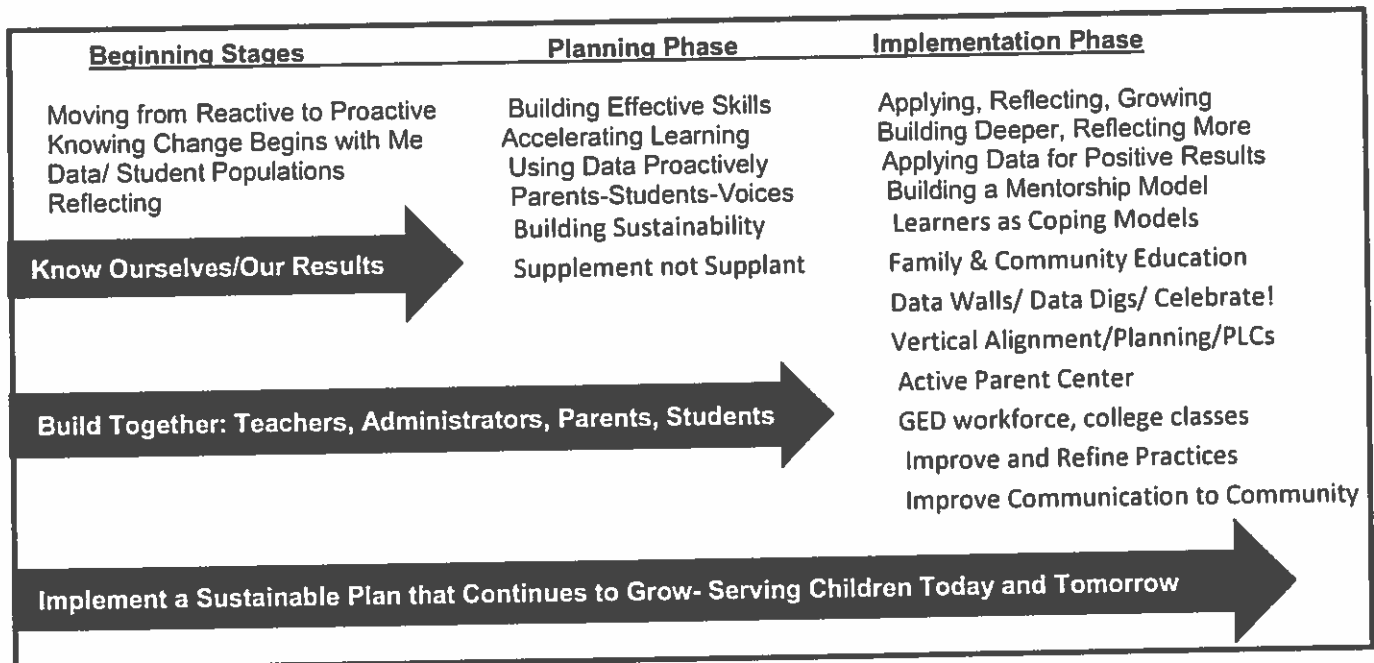 Beginning Stages
Moving from Reactive to Proactive
Knowing Change Begins with Me
Data/ Student Populations
Reflecting
Know Ourselves/Our Results
Planning Phase
Building Effective Skills
Accelerating Learning
Using Data Proactively
Parents-Students-Voices
Building Sustainability
Supplement not Supplant
Build Together: Teachers, Administrators, Parents, Students
Implementation Phase
Applying, Reflecting, Growing
Building Deeper, Reflecting More
Applying Data for Positive Results
Building a Mentorship Model
Learners as Coping Models
Family & Community Education
Data Walls/ Data Digs/ Celebrate!
Vertical Alignment/Planning/PLCs
Active Parent Center
GED workforce, college classes
Improve and Refine Practices
Improve Communication to Community
Implement a Sustainable Plan that Continues to Grow- Serving Children Today and Tomorrow